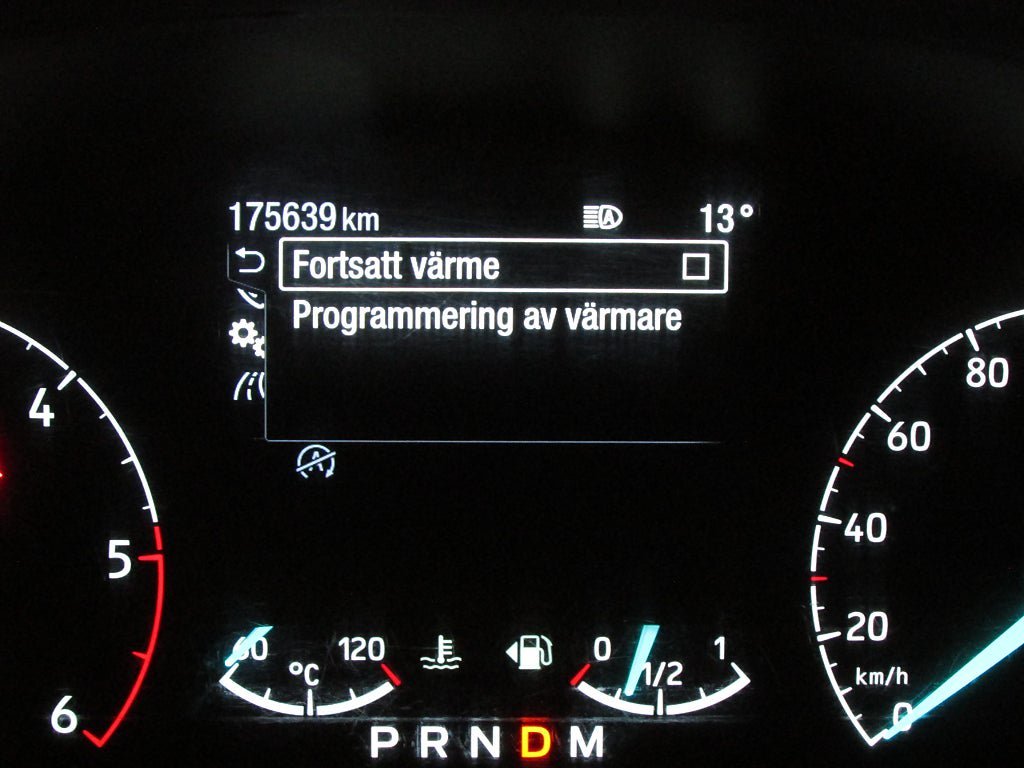 175639 km 13°
Fortsatt värme
Programmering av värmare
4
5
6
80
60
40
20
km/h
0
60 120
°C
0 1/2 1
P R N D M